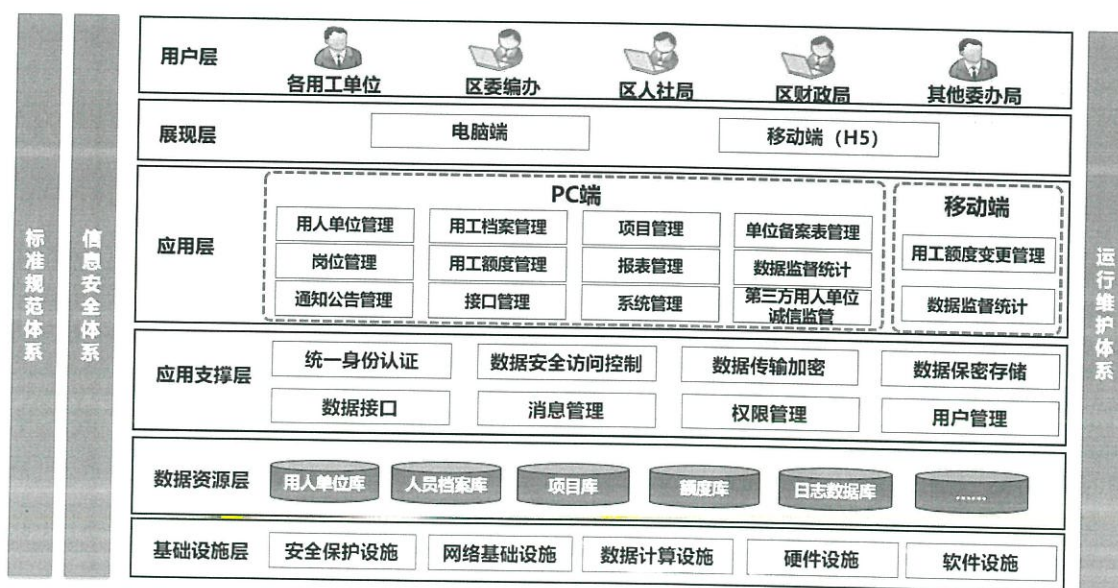 标准规范体系
信息安全体系
用户层
各用工单位
区委编办
区人社局
区财政局
其他委办局
展现层
电脑端
移动端（H5）
应用层
PC端
用人单位管理
用工档案管理
项目管理
单位备案表管理
岗位管理
用工额度管理
报表管理
数据监督统计
通知公告管理
接口管理
系统管理
第三方用人单位
诚信监管
移动端
用工额度变更管理
数据监督统计
应用支撑层
统一身份认证
数据安全访问控制
数据传输加密
数据保密存储
数据接口
消息管理
权限管理
用户管理
数据资源层
用人单位库
人员档案库
项目库
额度库
日志数据库
……
基础设施层
安全保护设施
网络基础设施
数据计算设施
硬件设施
软件设施
运行维护体系